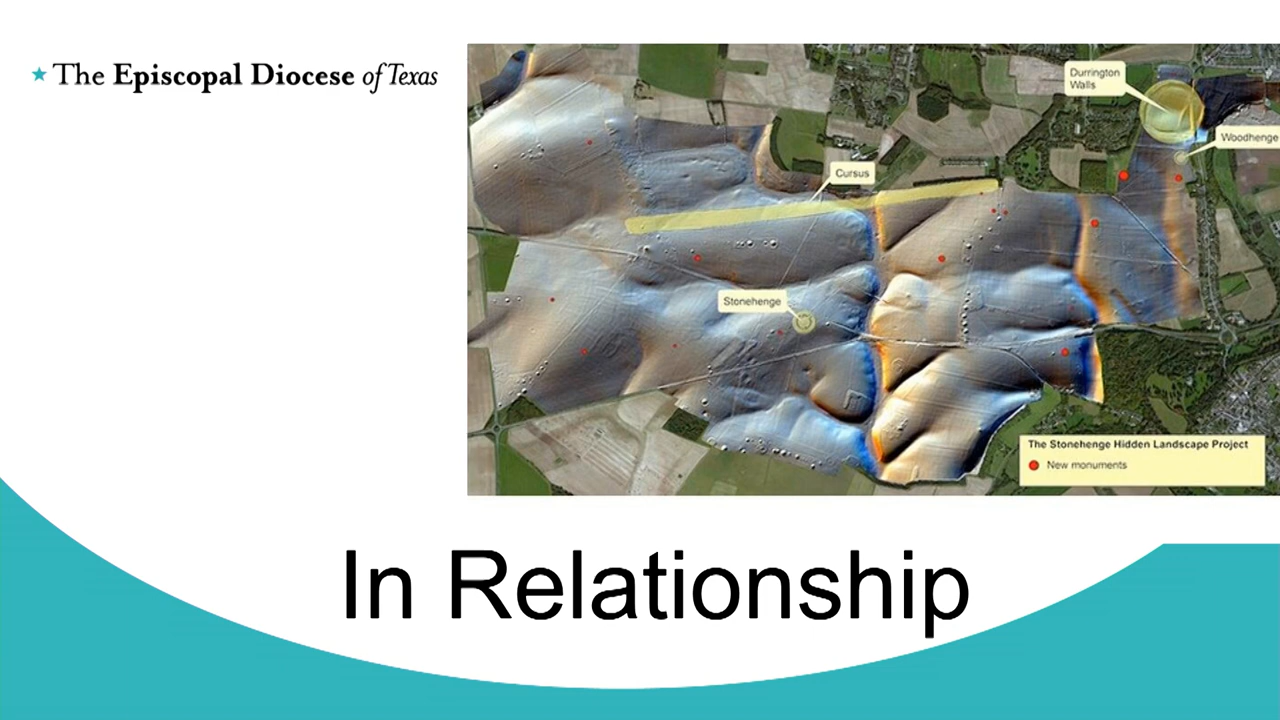 The Episcopal Diocese of Texas
Durrington
Walls
Woodhenge
Cursus
Stonehenge
The Stonehenge Hidden Landscape Project
New monuments
In Relationship